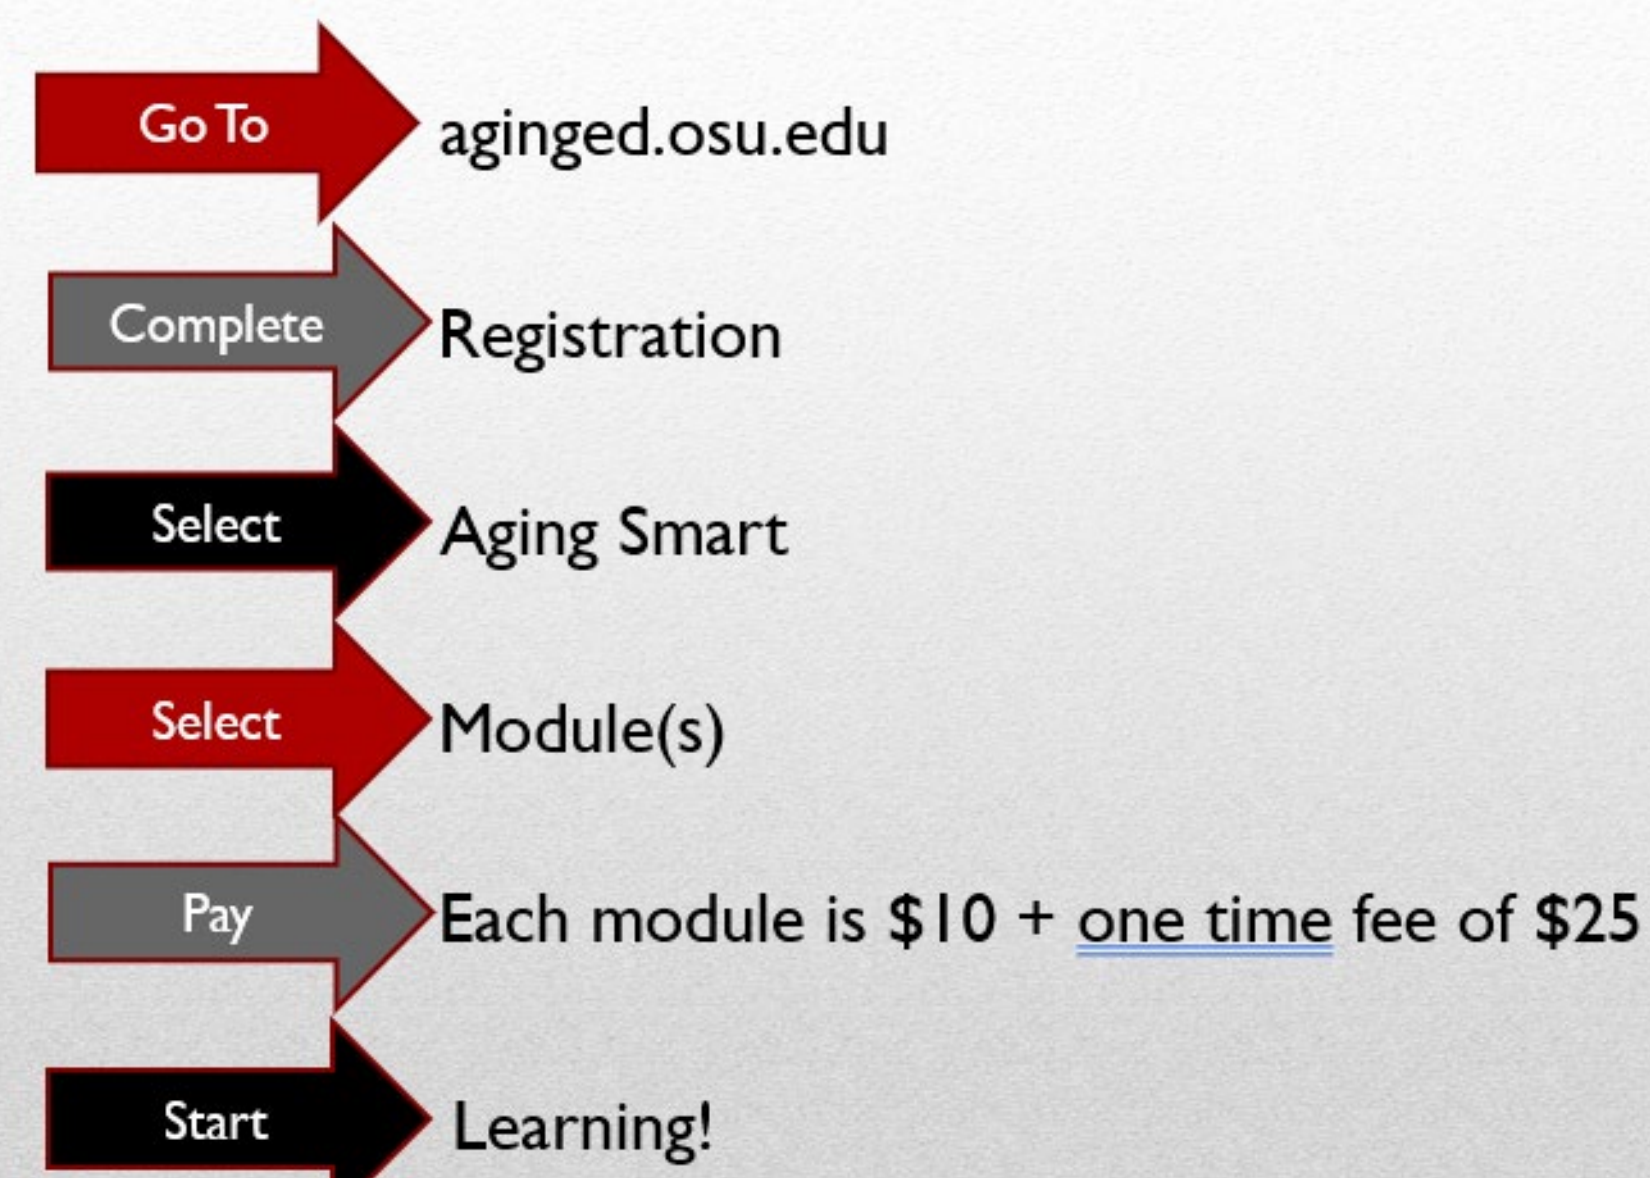 Go To aginged.osu.edu
Complete Registration
Select Aging Smart
Select Module(s)
Pay Each module is $10 + one time fee of $25
Start Learning!